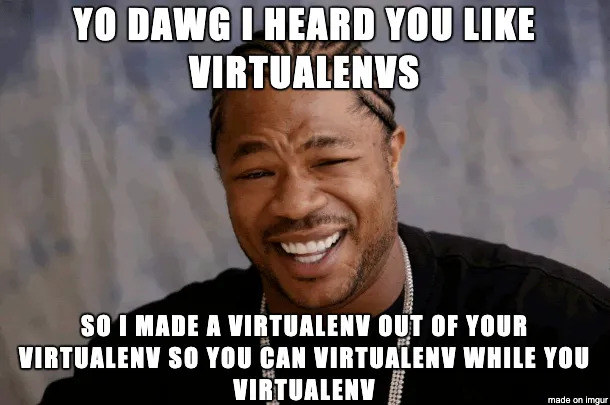 YO DAWG I HEARD YOU LIKE
VIRTUALENVS
SO I MADE A VIRTUALENV OUT OF YOUR
VIRTUALENV SO YOU CAN VIRTUALENV WHILE YOU
VIRTUALENV
made on imgur